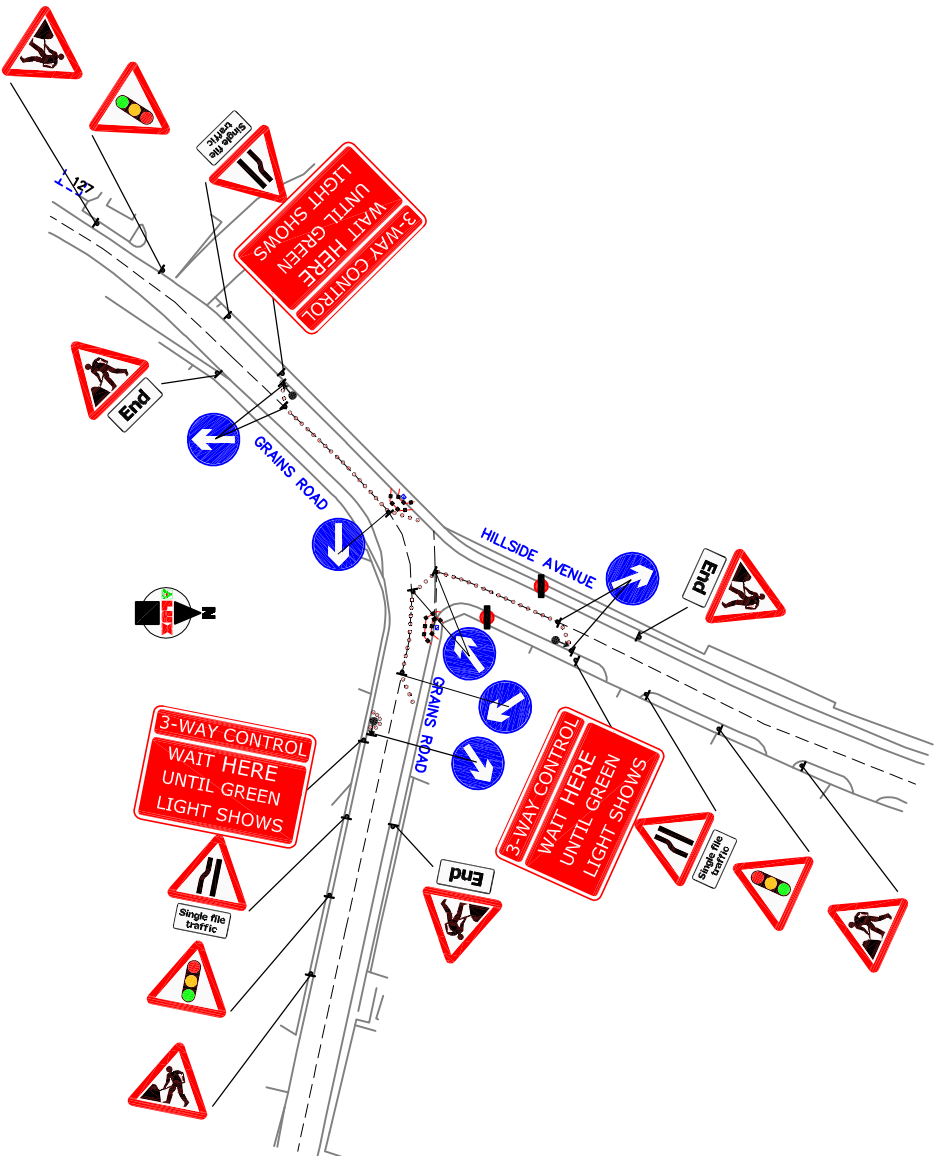 127
Single file
traffic
3-WAY CONTROL
WAIT HERE
UNTIL GREEN
LIGHT SHOWS
End
GRAINS ROAD
HILLSIDE AVENUE
End
N
GRAINS ROAD
3-WAY CONTROL
WAIT HERE
UNTIL GREEN
LIGHT SHOWS
3-WAY CONTROL
WAIT HERE
UNTIL GREEN
LIGHT SHOWS
Single file
traffic
End
Single file
traffic